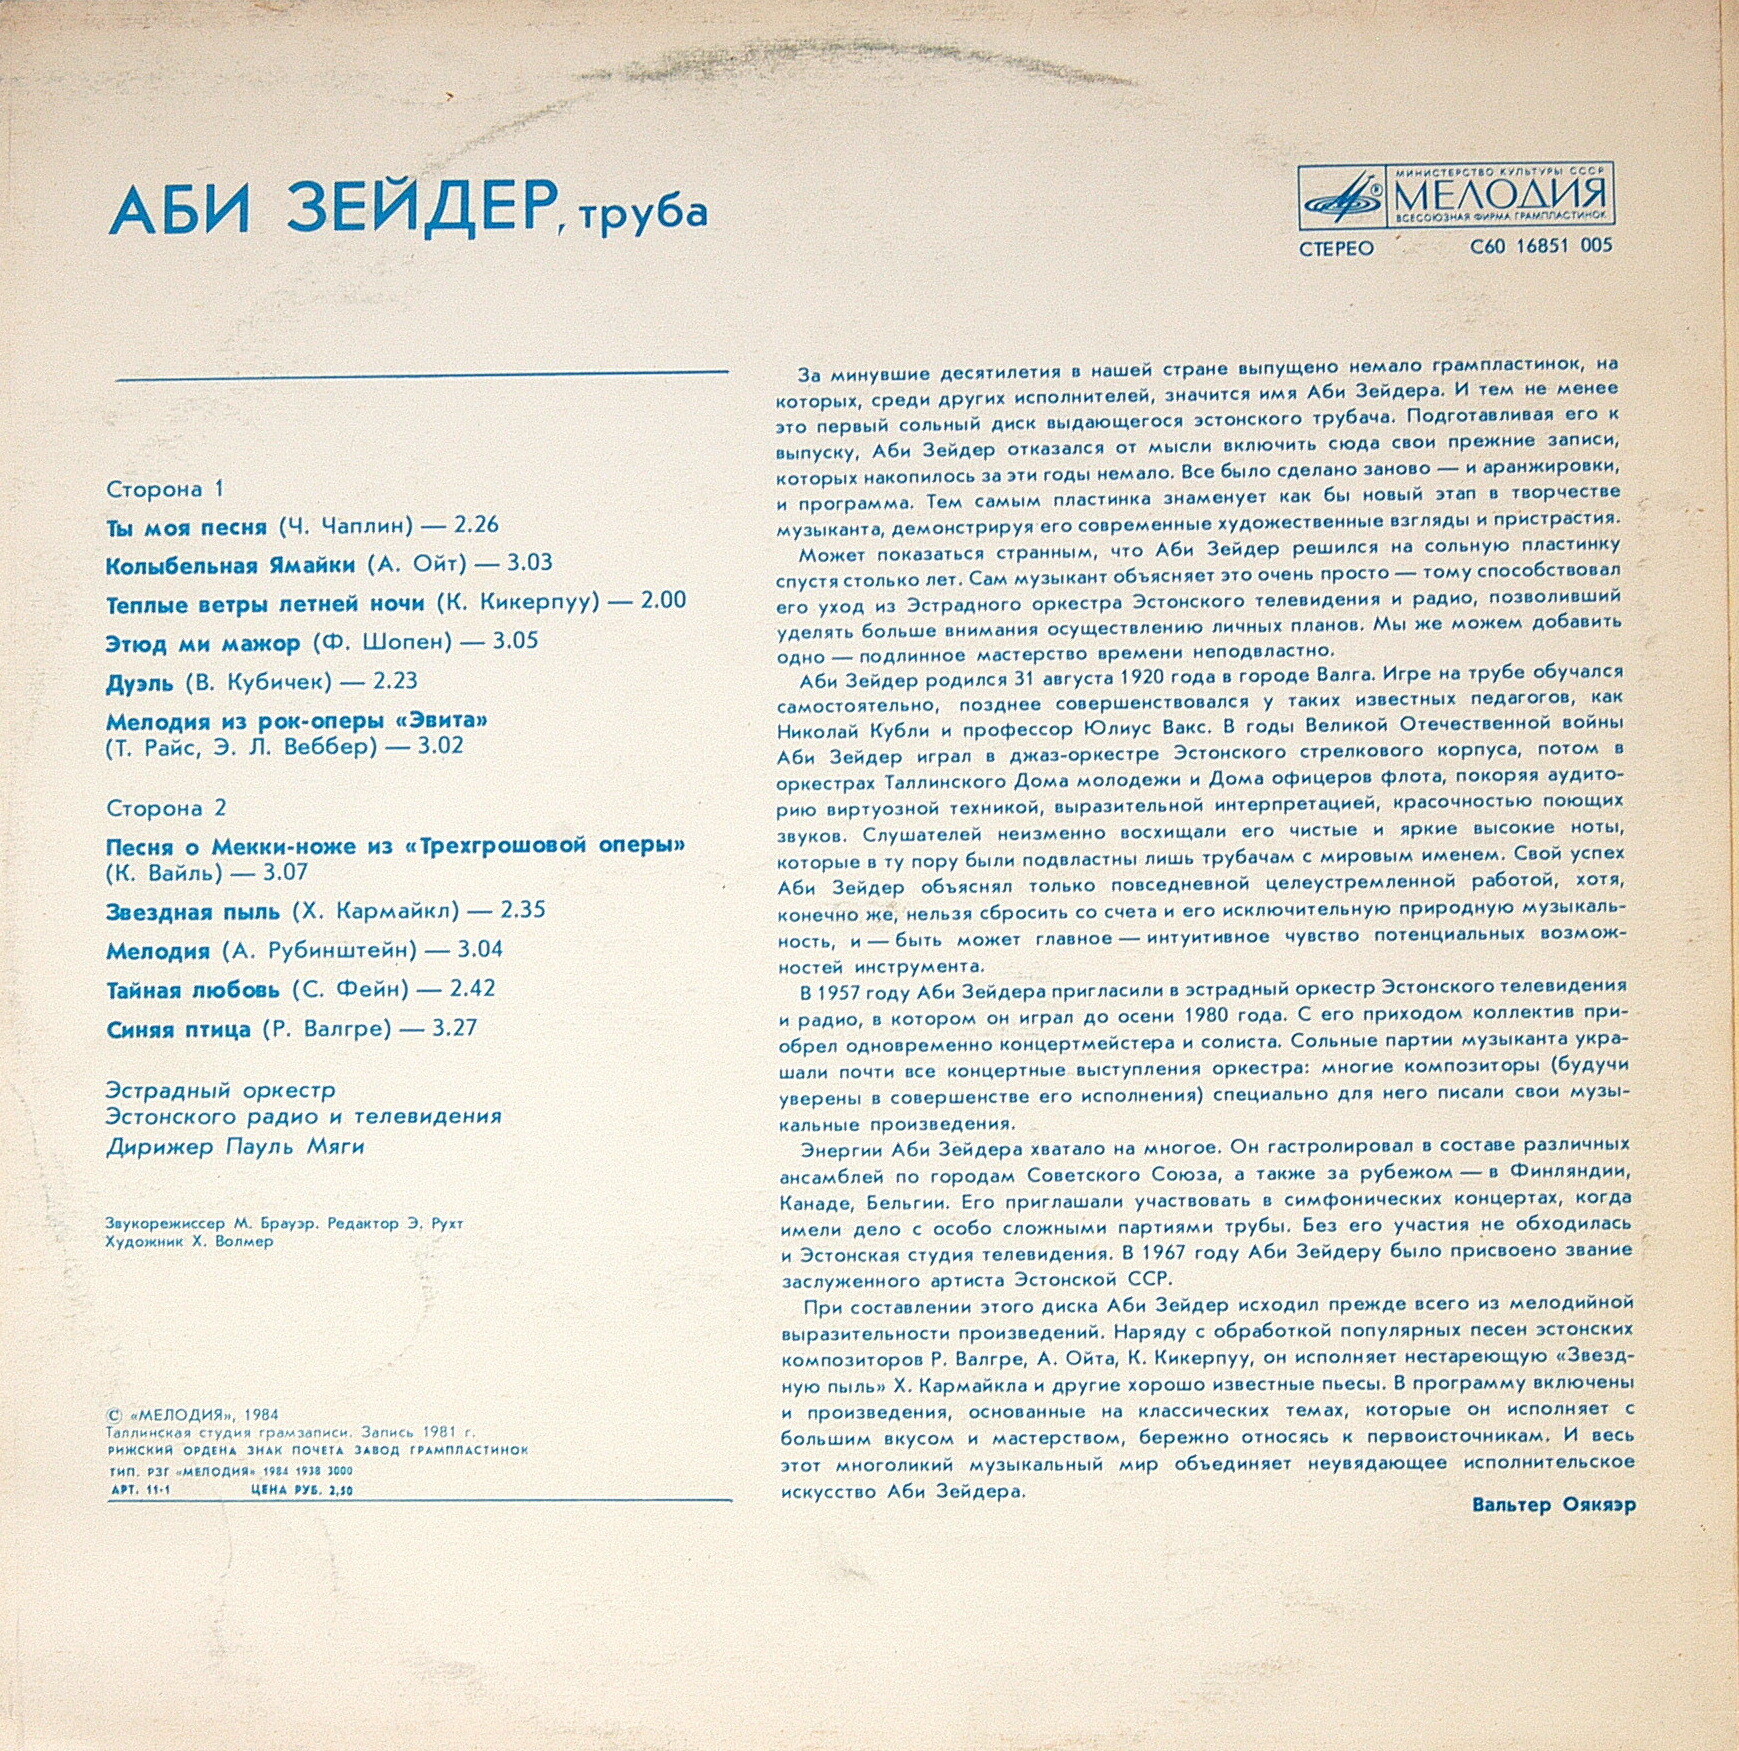 АБИ ЗЕЙДЕР, труба
МИНИСТЕРСТВО КУЛЬТУРЫ СССР
МЕЛОДИЯ
ВСЕСОЮЗНАЯ ФИРМА ГРАМПЛАСТИНОК
СТЕРЕО С60 16851 005
Сторона 1
Ты моя песня (Ч. Чаплин) — 2.26
Колыбельная Ямайки (А. Ойт) — 3.03
Теплые ветры летней ночи (К. Кикерпуу) — 2.00
Этюд ми мажор (Ф. Шопен) — 3.05
Дуэль (В. Кубичек) — 2.23
Мелодия из рок-оперы «Эвита»
(Т. Райс, Э. Л. Веббер) — 3.02
Сторона 2
Песня о Мекки-ноже из «Трехгрошовой оперы»
(К. Вайль) — 3.07
Звездная пыль (Х. Кармайкл) — 2.35
Мелодия (А. Рубинштейн) — 3.04
Тайная любовь (С. Фейн) — 2.42
Синяя птица (Р. Валгре) — 3.27
Эстрадный оркестр
Эстонского радио и телевидения
Дирижер Пауль Мяги
Звукорежиссер М. Брауэр. Редактор Э. Рухт
Художник Х. Волмер
© «МЕЛОДИЯ», 1984
Таллинская студия грамзаписи. Запись 1981 г.
РИЖСКИЙ ОРДЕНА ЗНАК ПОЧЕТА ЗАВОД ГРАМПЛАСТИНОК
ТИП. РЗГ «МЕЛОДИЯ» 1984 1938 3000
АРТ. 11-1 ЦЕНА РУБ. 2,50
За минувшие десятилетия в нашей стране выпущено немало грампластинок, на
которых, среди других исполнителей, значится имя Аби Зейдера. И тем не менее
это первый сольный диск выдающегося эстонского трубача. Подготавливая его к
выпуску, Аби Зейдер отказался от мысли включить сюда свои прежние записи,
которых накопилось за эти годы немало. Все было сделано заново — и аранжировки,
и программа. Тем самым пластинка знаменует как бы новый этап в творчестве
музыканта, демонстрируя его современные художественные взгляды и пристрастия.
Может показаться странным, что Аби Зейдер решился на сольную пластинку
спустя столько лет. Сам музыкант объясняет это очень просто — тому способствовал
его уход из Эстрадного оркестра Эстонского телевидения и радио, позволивший
уделять больше внимания осуществлению личных планов. Мы же можем добавить
одно — подлинное мастерство времени неподвластно.
Аби Зейдер родился 31 августа 1920 года в городе Валга. Игре на трубе обучался
самостоятельно, позднее совершенствовался у таких известных педагогов, как
Николай Кубли и профессор Юлиус Вакс. В годы Великой Отечественной войны
Аби Зейдер играл в джаз-оркестре Эстонского стрелкового корпуса, потом в
оркестрах Таллинского Дома молодежи и Дома офицеров флота, покоряя аудито-
рию виртуозной техникой, выразительной интерпретацией, красочностью поющих
звуков. Слушателей неизменно восхищали его чистые и яркие высокие ноты,
которые в ту пору были подвластны лишь трубачам с мировым именем. Свой успех
Аби Зейдер объяснял только повседневной целеустремленной работой, хотя,
конечно же, нельзя сбросить со счета и его исключительную природную музыкаль-
ность, и — быть может главное — интуитивное чувство потенциальных возмож-
ностей инструмента.
В 1957 году Аби Зейдера пригласили в эстрадный оркестр Эстонского телевидения
и радио, в котором он играл до осени 1980 года. С его приходом коллектив при-
обрел одновременно концертмейстера и солиста. Сольные партии музыканта укра-
шали почти все концертные выступления оркестра: многие композиторы (будучи
уверены в совершенстве его исполнения) специально для него писали свои музы-
кальные произведения.
Энергии Аби Зейдера хватало на многое. Он гастролировал в составе различных
ансамблей по городам Советского Союза, а также за рубежом — в Финляндии,
Канаде, Бельгии. Его приглашали участвовать в симфонических концертах, когда
имели дело с особо сложными партиями трубы. Без его участия не обходилась
и Эстонская студия телевидения. В 1967 году Аби Зейдеру было присвоено звание
заслуженного артиста Эстонской ССР.
При составлении этого диска Аби Зейдер исходил прежде всего из мелодийной
выразительности произведений. Наряду с обработкой популярных песен эстонских
композиторов Р. Валгре, А. Ойта, К. Кикерпуу, он исполняет нестареющую «Звезд-
ную пыль» Х. Кармайкла и другие хорошо известные пьесы. В программу включены
и произведения, основанные на классических темах, которые он исполняет с
большим вкусом и мастерством, бережно относясь к первоисточникам. И весь
этот многоликий музыкальный мир объединяет неувядающее исполнительское
искусство Аби Зейдера.
Вальтер Оякяэр